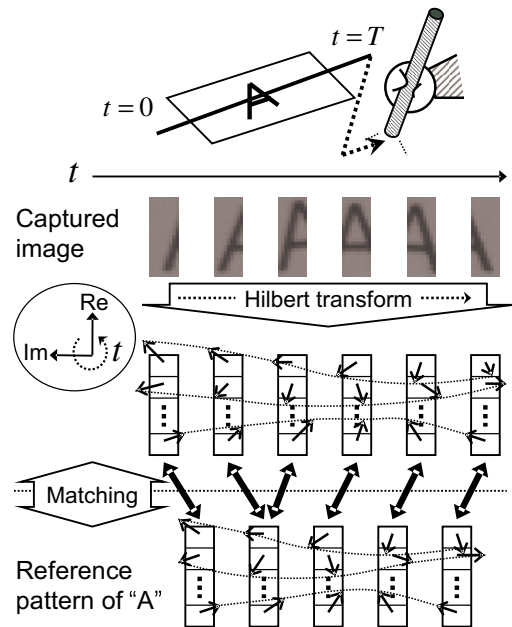 t = T
A
t = 0
t
Captured
image
A
Hilbert transform
Re
Im
t
Matching
Reference
pattern of “A”